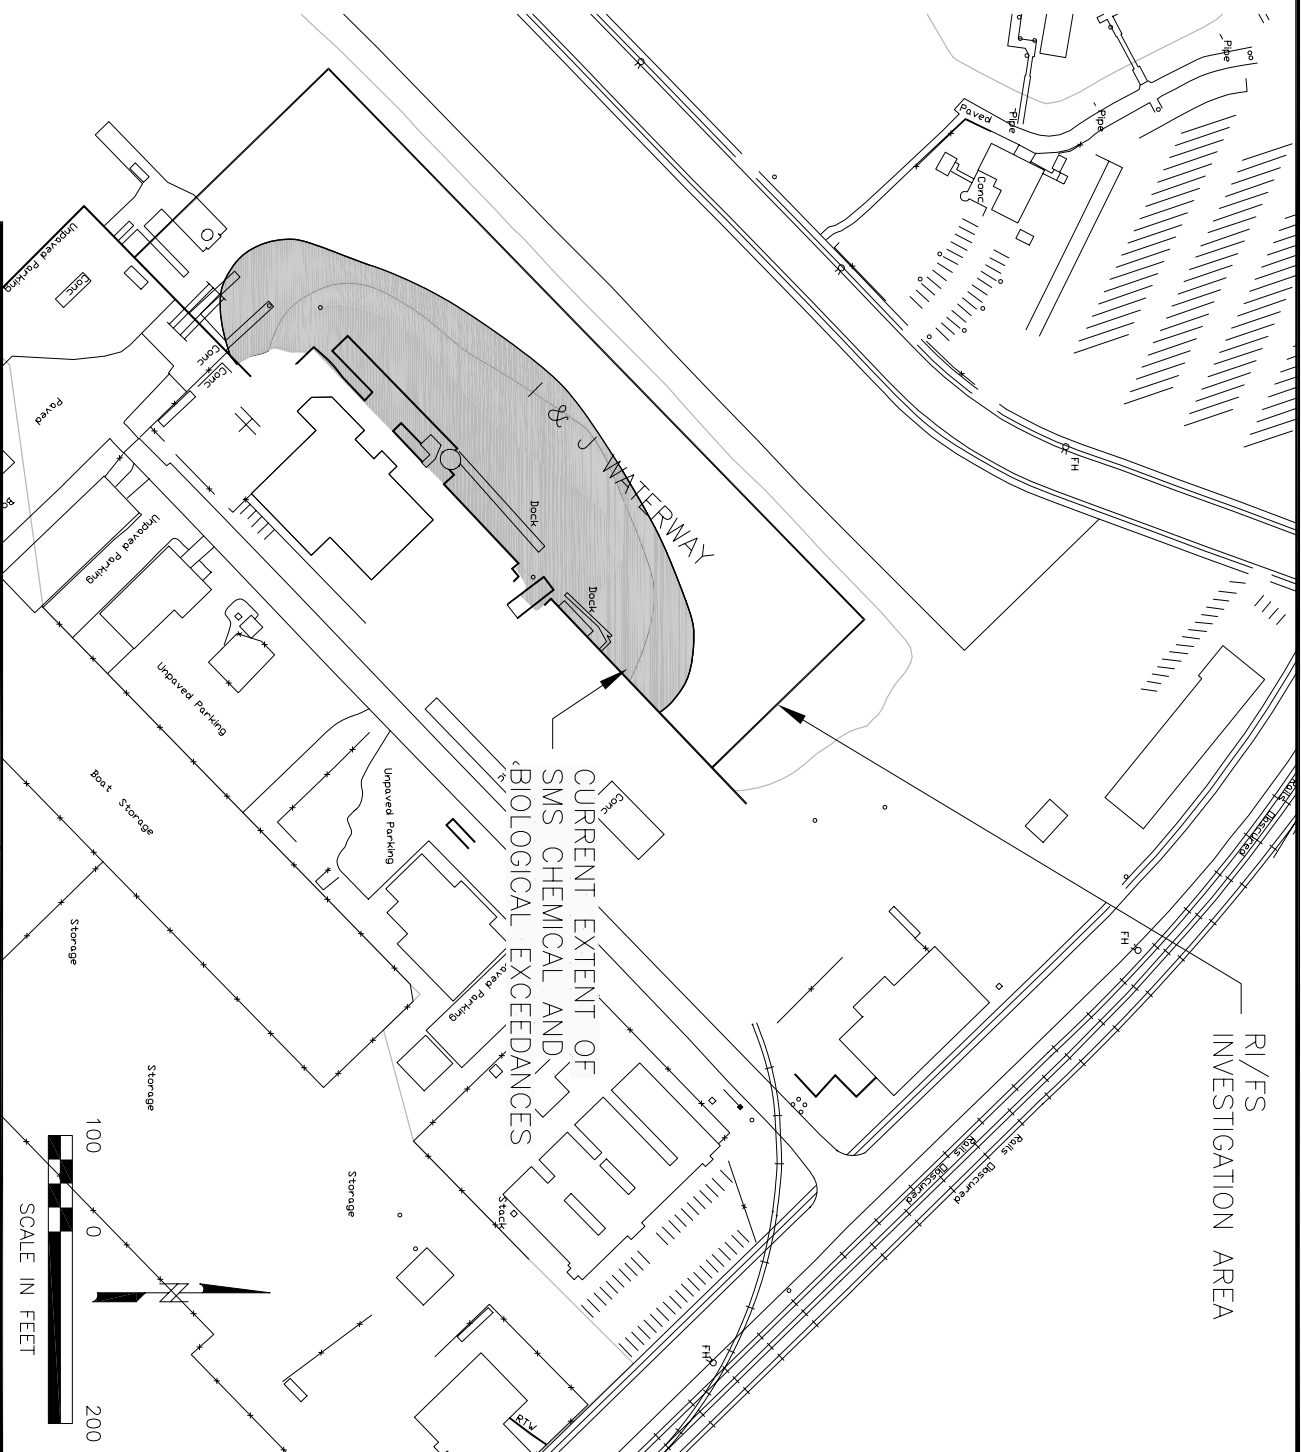 Pipe
Pipe
Pipe
Paved
Conc
FH
Unpaved Parking
Conc
Conc
Conc
Paved
Unpaved Parking
I & J WATERWAY
Dock
Dock
Unpaved Parking
Boat Storage
Unpaved Parking
Conc
CURRENT EXTENT OF
SMS CHEMICAL AND
BIOLOGICAL EXCEEDANCES
Rails
Obscured
FH
RI/FS
INVESTIGATION AREA
aved Parking
Storage
Storage
Storage
Stack
Rails
Obscured
Rails
Obscured
FH
RTW
100 0 200
SCALE IN FEET